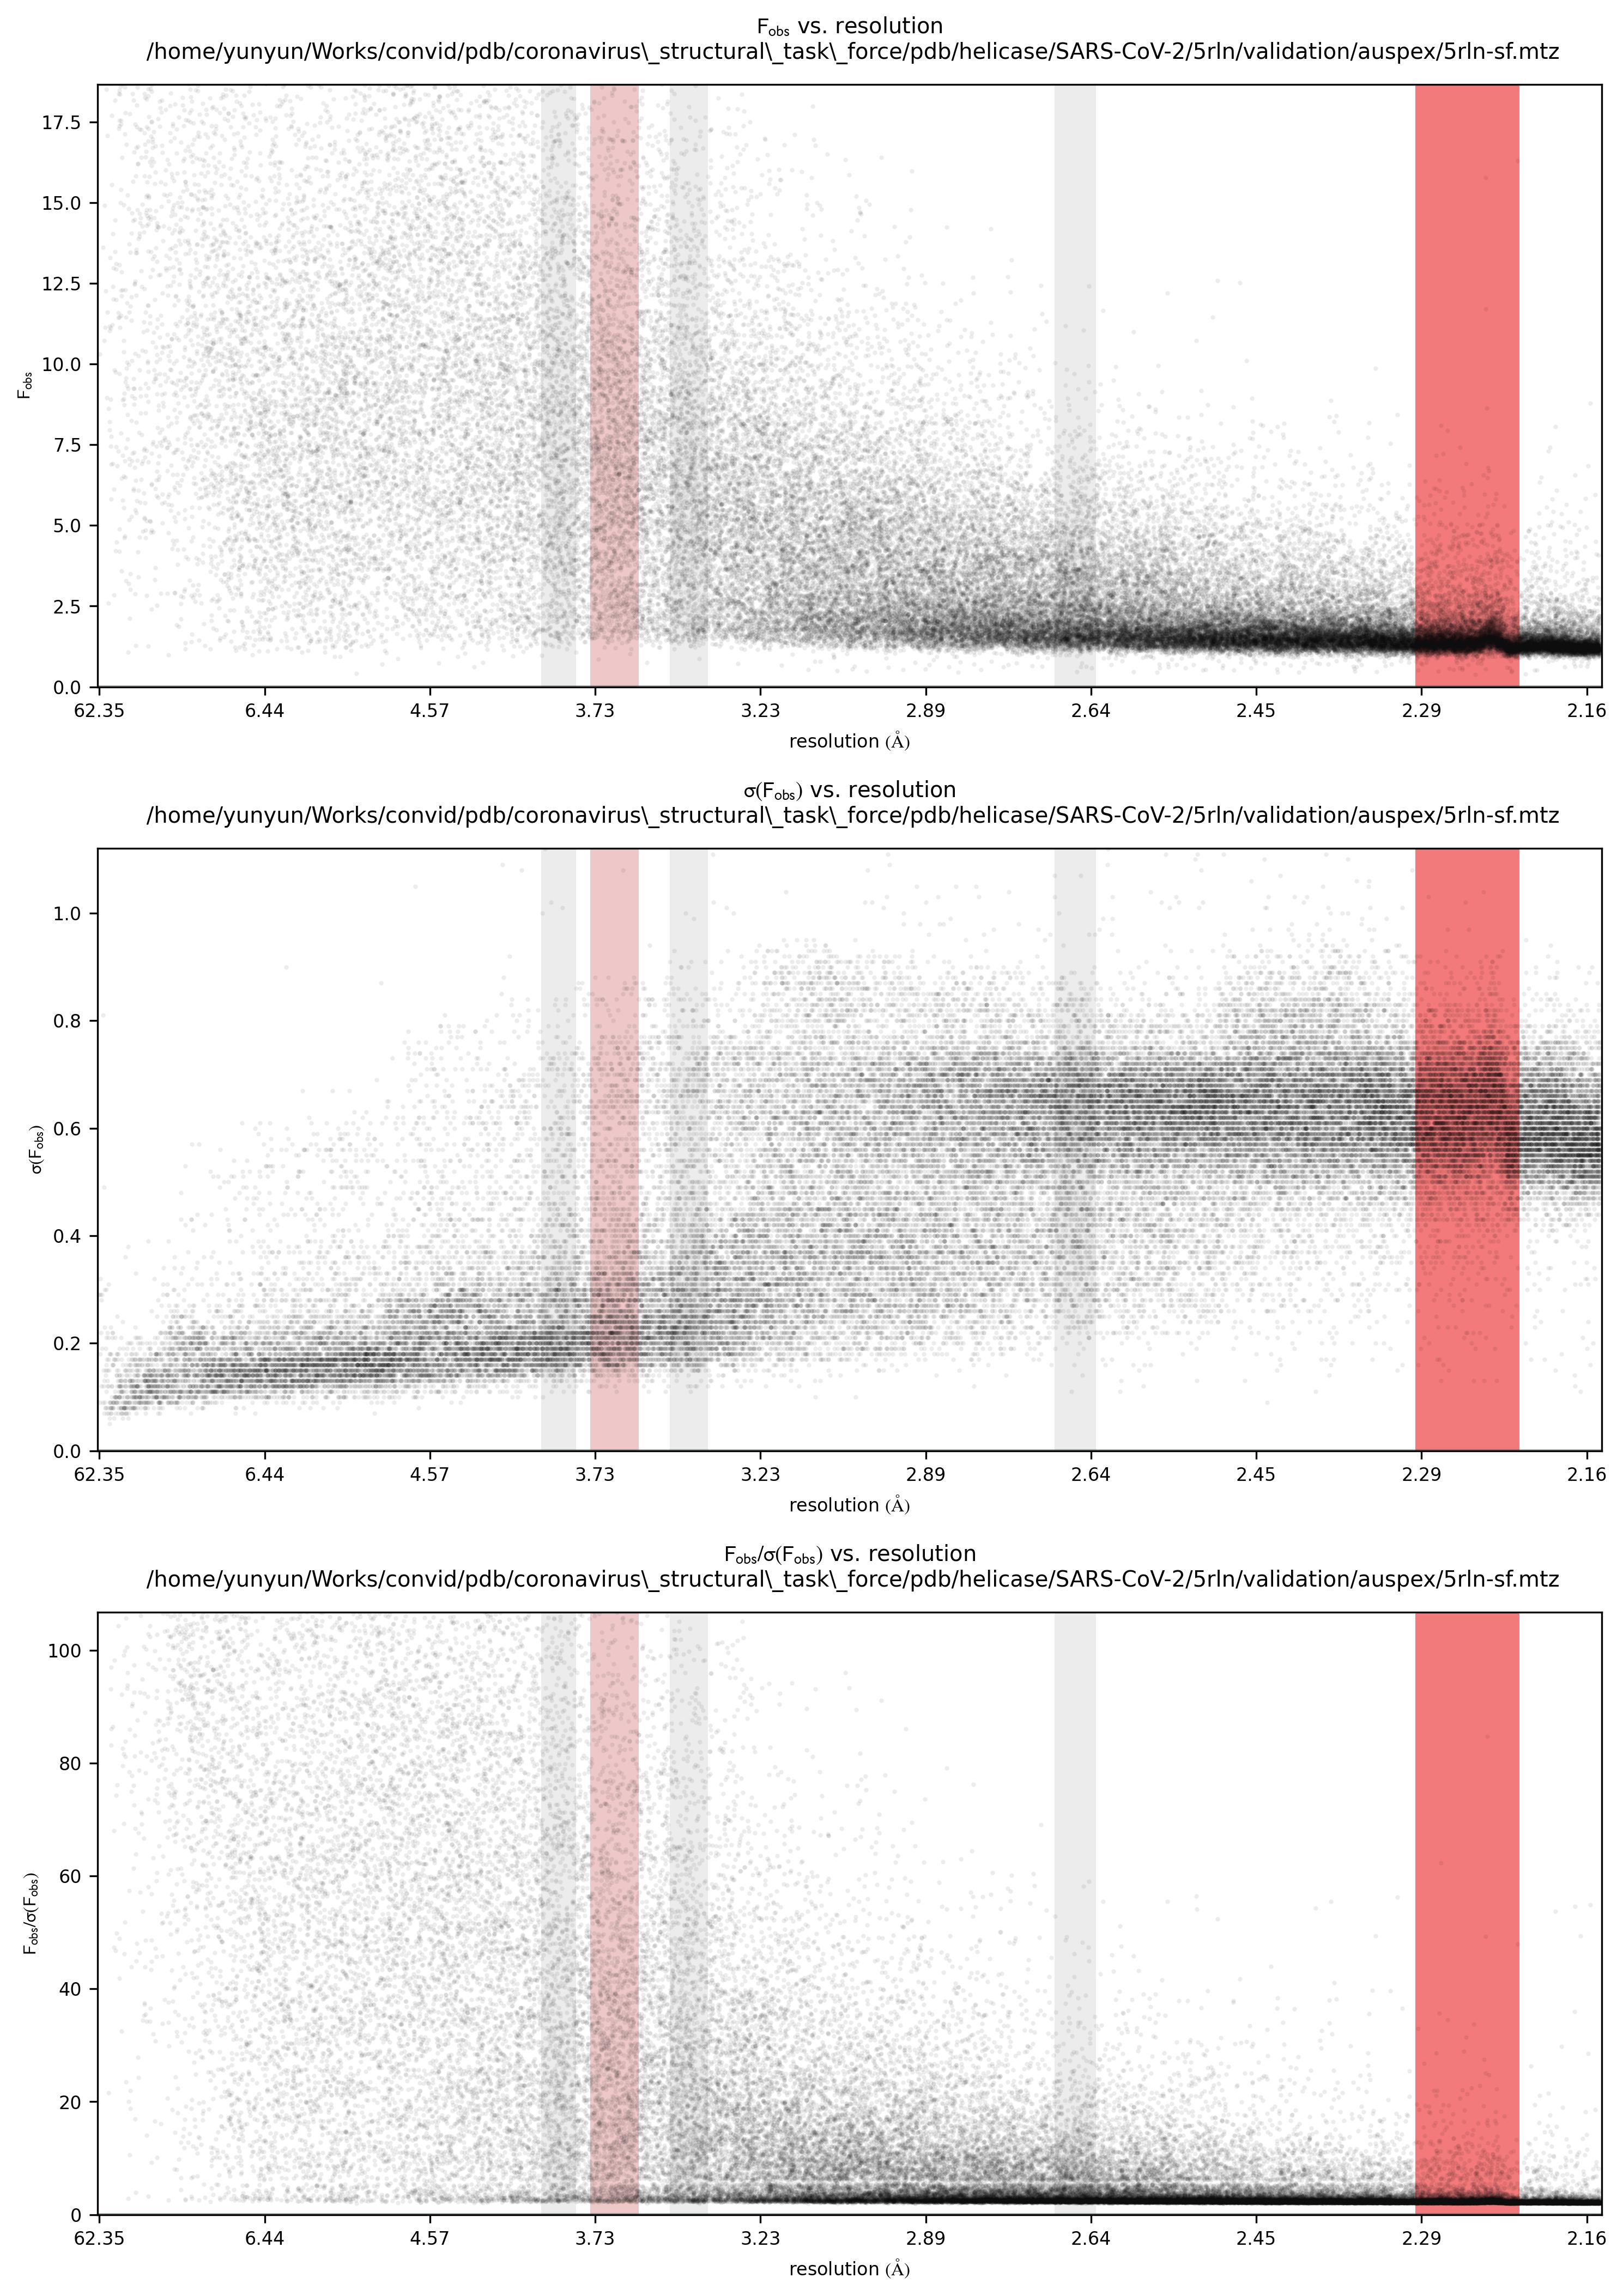 Fobs vs. resolution
/home/yunyun/Works/convid/pdb/coronavirus\_structural\_task\_force/pdb/helicase/SARS-CoV-2/5rln/validation/auspex/5rln-sf.mtz
17.5
15.0
12.5
10.0
7.5
5.0
2.5
0.0
Fobs
62.35 6.44 4.57 3.73 3.23 2.89 2.64 2.45 2.29 2.16
resolution (Å)
σ(Fobs) vs. resolution
/home/yunyun/Works/convid/pdb/coronavirus\_structural\_task\_force/pdb/helicase/SARS-CoV-2/5rln/validation/auspex/5rln-sf.mtz
1.0
0.8
0.6
0.4
0.2
0.0
σ(Fobs)
62.35 6.44 4.57 3.73 3.23 2.89 2.64 2.45 2.29 2.16
resolution (Å)
Fobs/σ(Fobs) vs. resolution
/home/yunyun/Works/convid/pdb/coronavirus\_structural\_task\_force/pdb/helicase/SARS-CoV-2/5rln/validation/auspex/5rln-sf.mtz
100
80
60
40
20
0
Fobs/σ(Fobs)
62.35 6.44 4.57 3.73 3.23 2.89 2.64 2.45 2.29 2.16
resolution (Å)